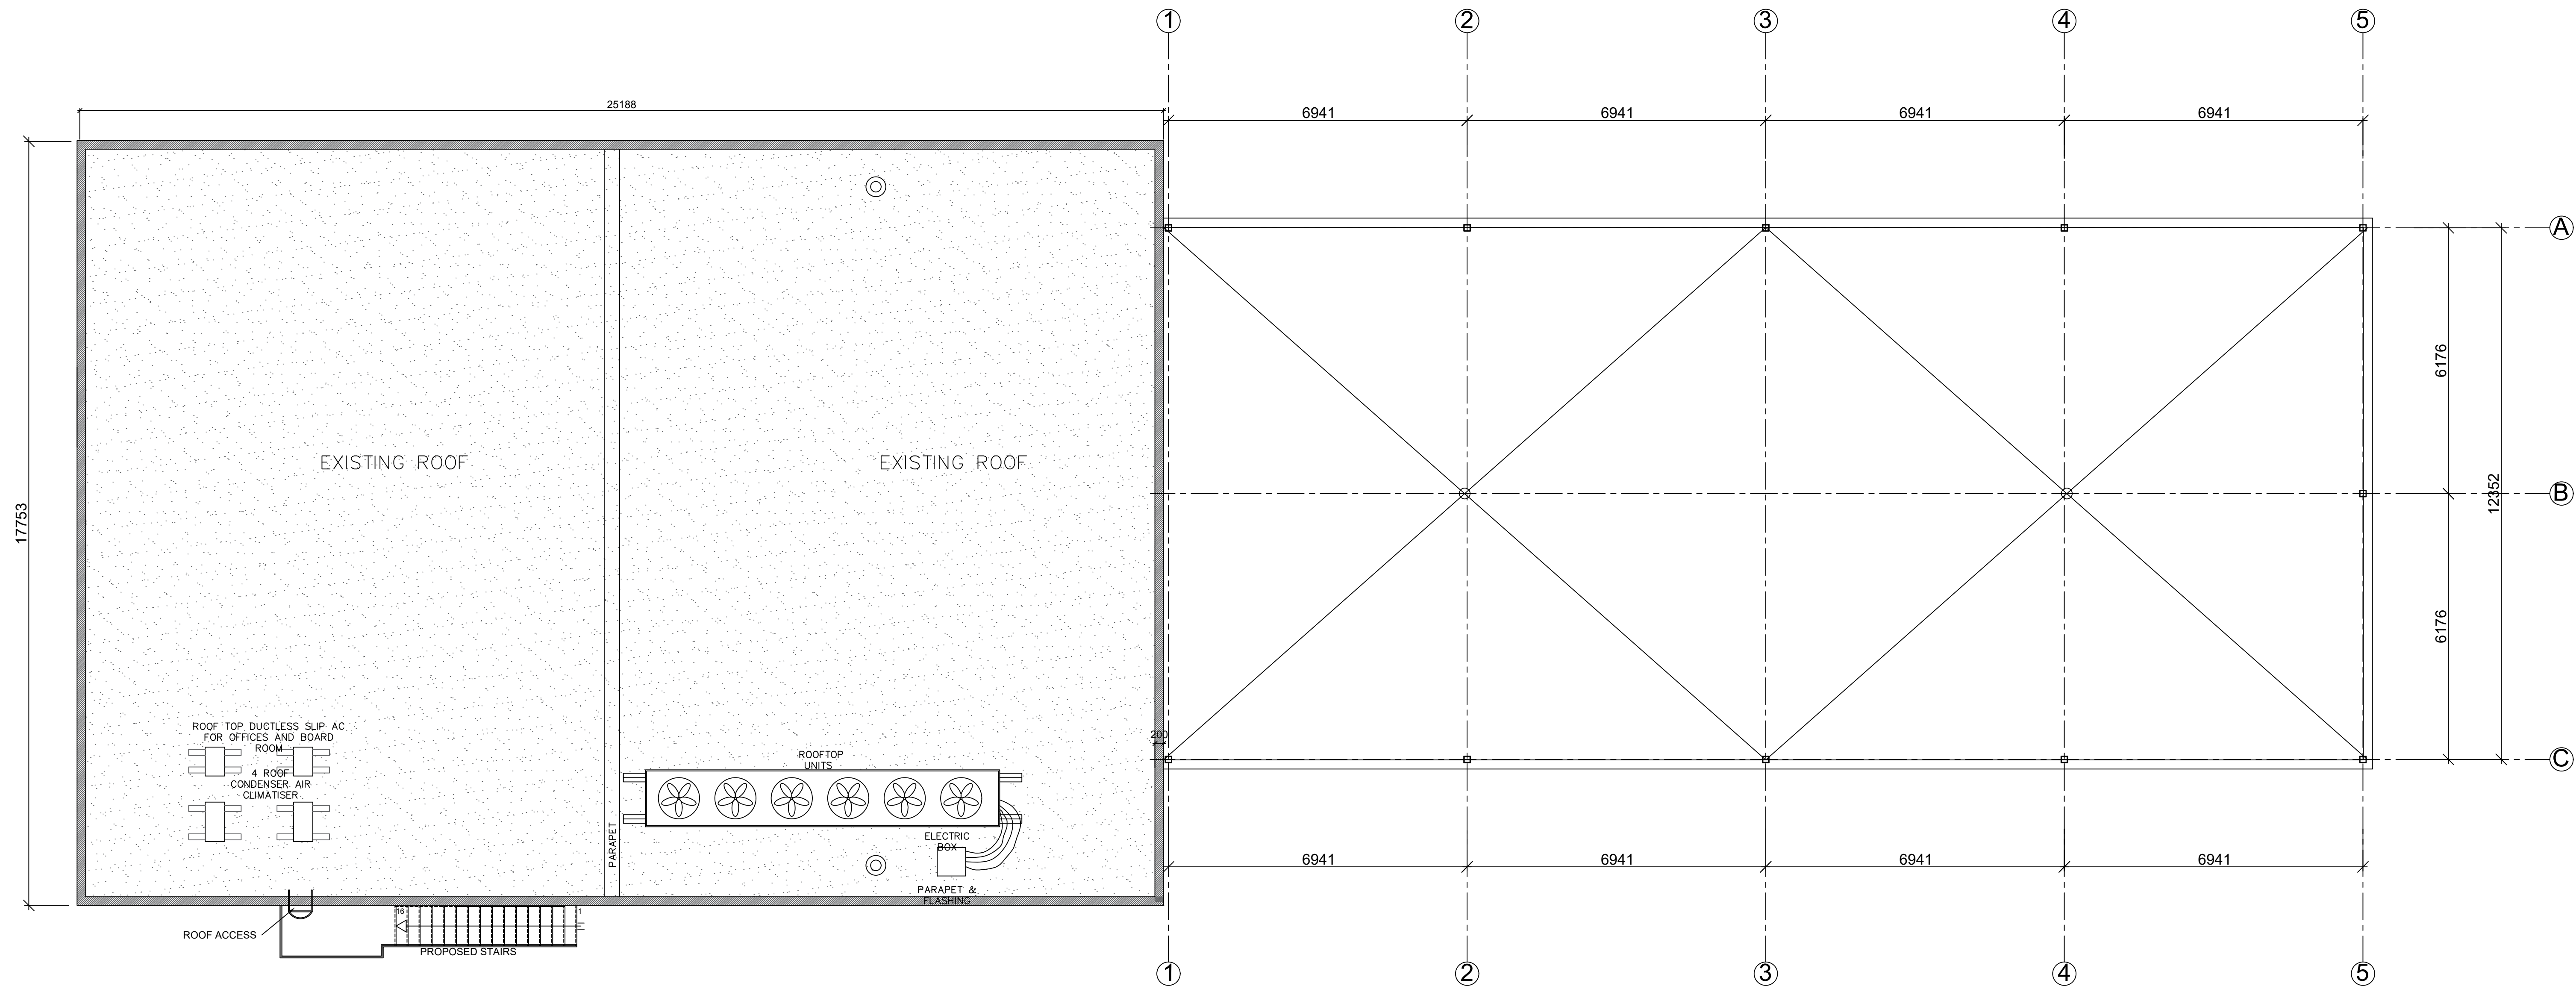 1 2 3 4 5
25188
6941 6941 6941 6941
A
6176
EXISTING ROOF EXISTING ROOF
B
12352
17753
6176
200
ROOF TOP DUCTLESS SLIP AC
FOR OFFICES AND BOARD
ROOM
4 ROOF
CONDENSER AIR
CLIMATISER
ROOFTOP
UNITS
C
PARAPET
ELECTRIC
BOX
6941 6941 6941 6941
PARAPET &
FLASHING
16 1
ROOF ACCESS
PROPOSED STAIRS
1 2 3 4 5